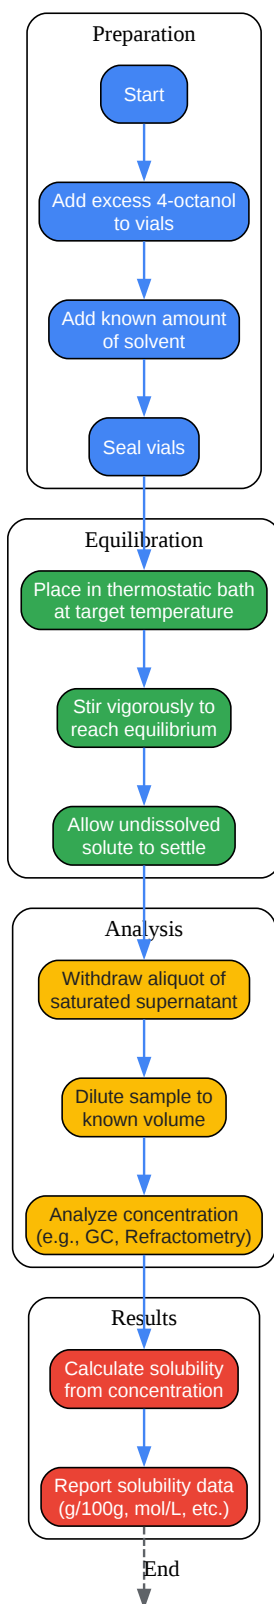 Preparation
Start
Add excess 4-octanol
to vials
Add known amount
of solvent
Seal vials
Equilibration
Place in thermostatic bath
at target temperature
Stir vigorously to
reach equilibrium
Allow undissolved
solute to settle
Analysis
Withdraw aliquot of
saturated supernatant
Dilute sample to
known volume
Analyze concentration
(e.g., GC, Refractometry)
Results
Calculate solubility
from concentration
Report solubility data
(g/100g, mol/L, etc.)
End